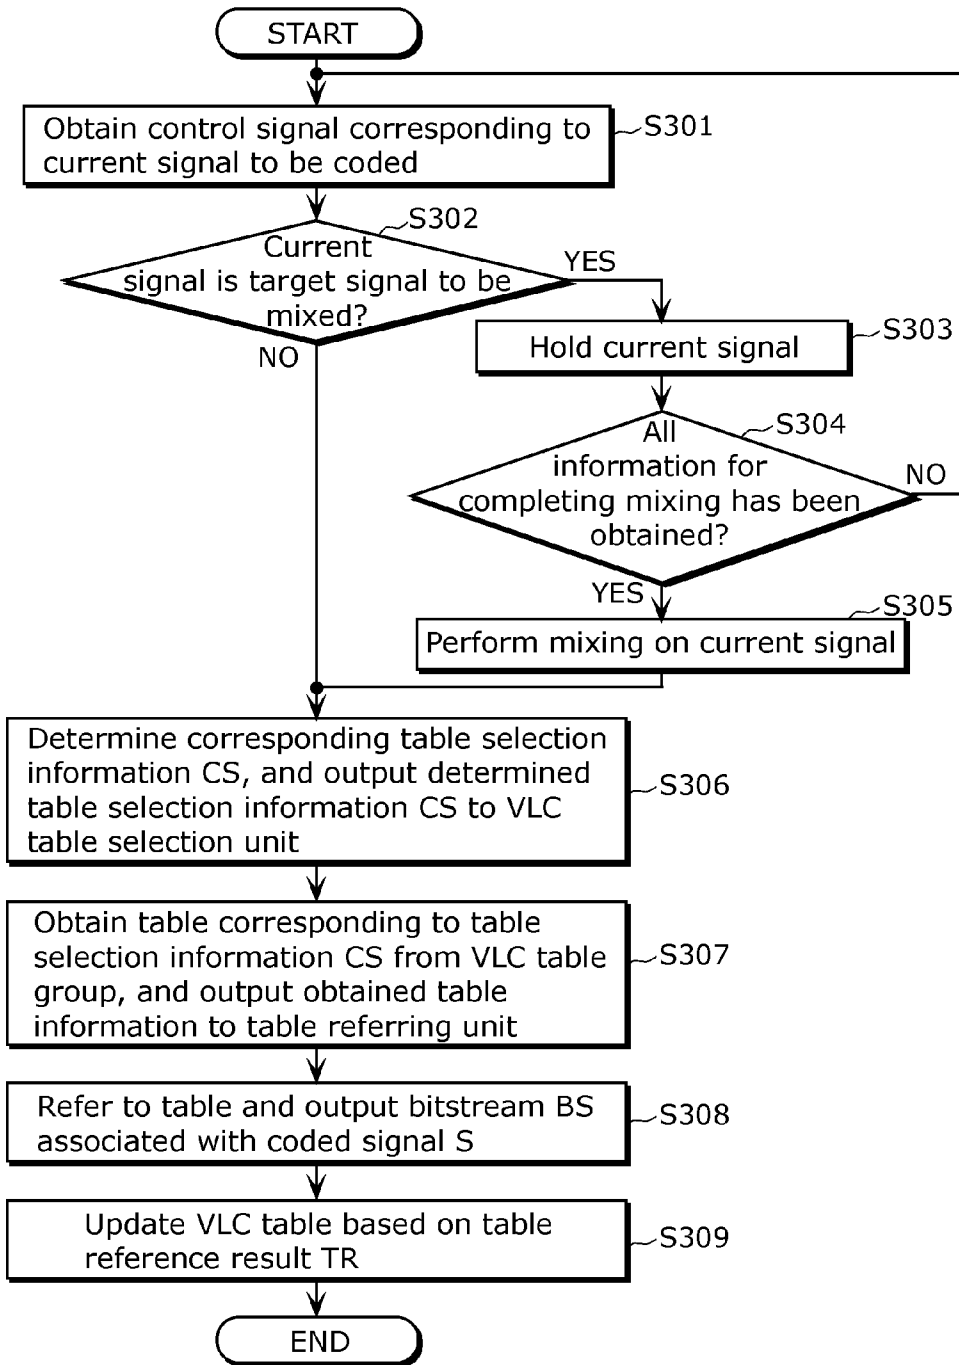 START
Obtain control signal corresponding to
current signal to be coded
S301
S302
Current
signal is target signal to be
mixed?
YES
NO
Hold current signal
S303
S304
All
information for
completing mixing has been
obtained?
NO
YES
S305
Perform mixing on current signal
Determine corresponding table selection
information CS, and output determined
table selection information CS to VLC
table selection unit
S306
Obtain table corresponding to table
selection information CS from VLC table
group, and output obtained table
information to table referring unit
S307
Refer to table and output bitstream BS
associated with coded signal S
S308
Update VLC table based on table
reference result TR
S309
END